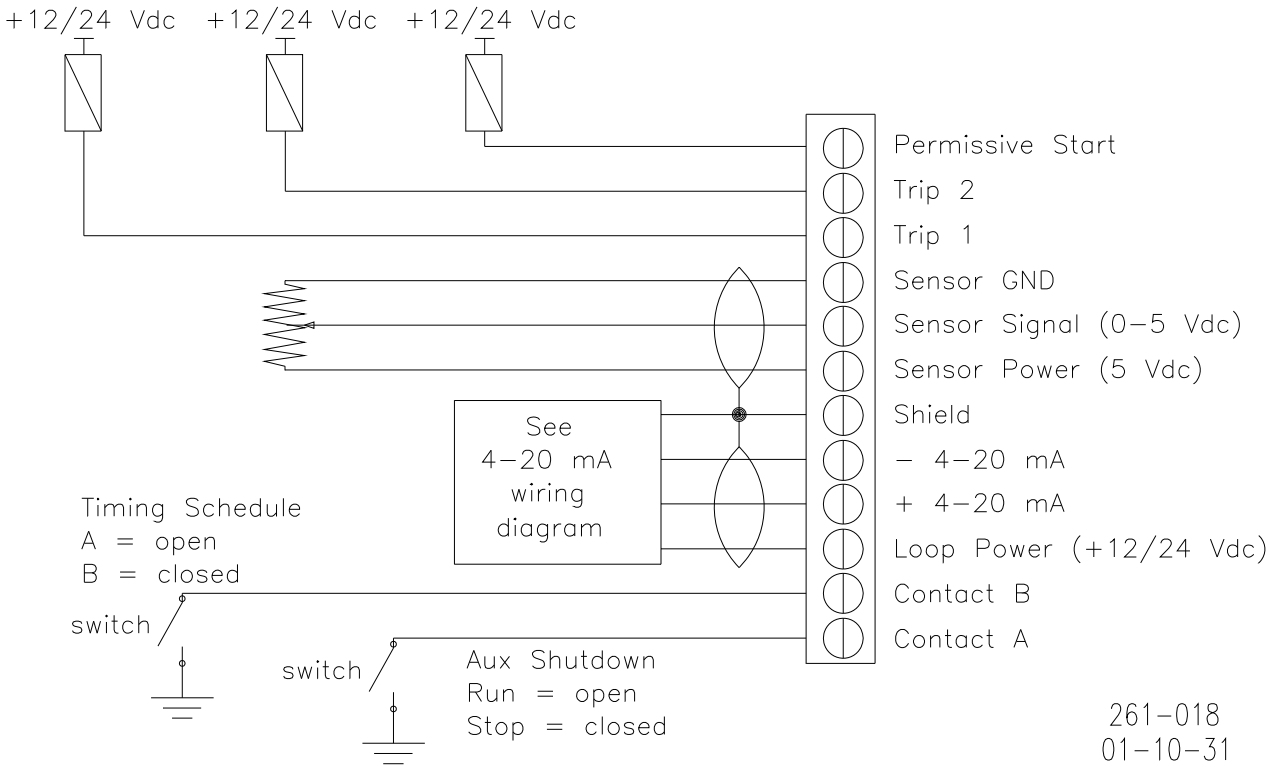 +12/24 Vdc +12/24 Vdc +12/24 Vdc
Permissive Start
Trip 2
Trip 1
Sensor GND
Sensor Signal (0-5 Vdc)
Sensor Power (5 Vdc)
Shield
- 4-20 mA
+ 4-20 mA
Loop Power (+12/24 Vdc)
Contact B
Contact A
See
4-20 mA
wiring
diagram
Timing Schedule
A = open
B = closed
switch
switch
Aux Shutdown
Run = open
Stop = closed
261-018
01-10-31